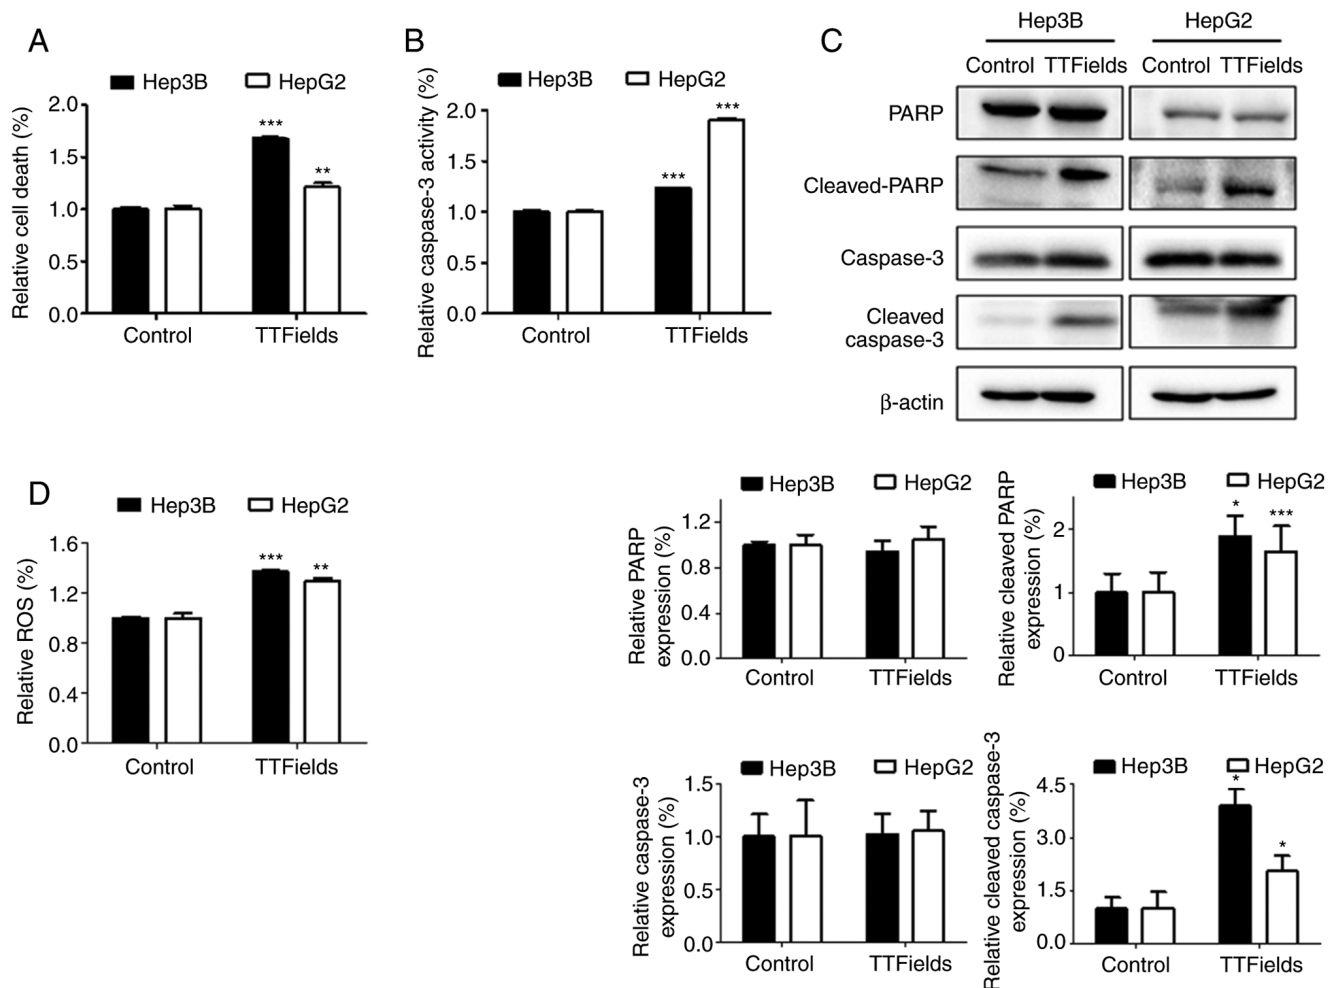 A
Hep3B HepG2
Relative cell death (%)
2.0
***
1.5
**
1.0
0.5
0.0
Control TTFields
B
Hep3B HepG2
Relative caspase-3 activity (%)
2.0
***
1.5
***
1.0
0.5
0.0
Control TTFields
C
Hep3B HepG2
Control TTFields Control TTFields
PARP
Cleaved-PARP
Caspase-3
Cleaved
caspase-3
β-actin
D
Hep3B HepG2
Relative ROS (%)
1.6
*** **
1.2
0.8
0.4
0.0
Control TTFields
Hep3B HepG2
Relative PARP
expression (%)
1.2
0.8
0.4
0.0
Control TTFields
Hep3B HepG2
Relative cleaved PARP
expression (%)
* ***
2
1
0
Control TTFields
Hep3B HepG2
Relative caspase-3
expression (%)
1.5
1.0
0.5
0.0
Control TTFields
Hep3B HepG2
Relative cleaved caspase-3
expression (%)
*
4.5
3.0
*
1.5
0.0
Control TTFields